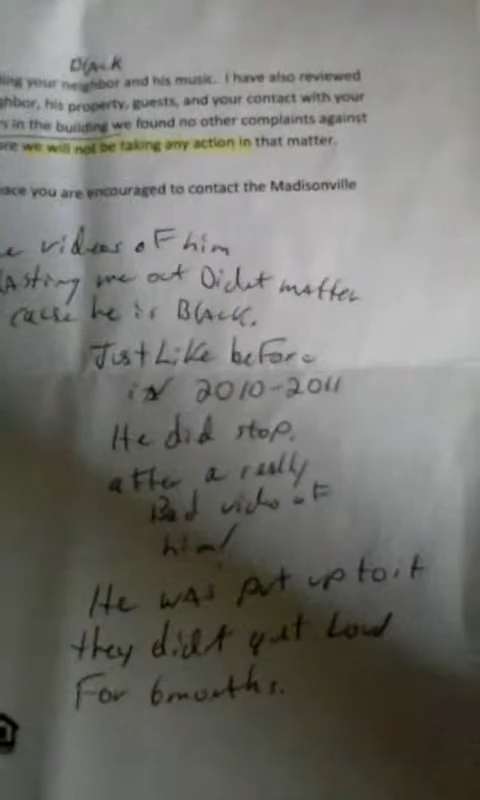 Black
ing your neighbor and his music. I have also reviewed
ghbor, his property, guests, and your contact with your
s in the building we found no other complaints against
ore we will not be taking any action in that matter.
eace you are encouraged to contact the Madisonville
e videos of him
lasting me out Didnt matter
cause he is Black.
Just Like before
in 2010-2011
He did stop.
after a really
Bad video of
him!
He was put up to it
they didnt get Loud
For 6 months.